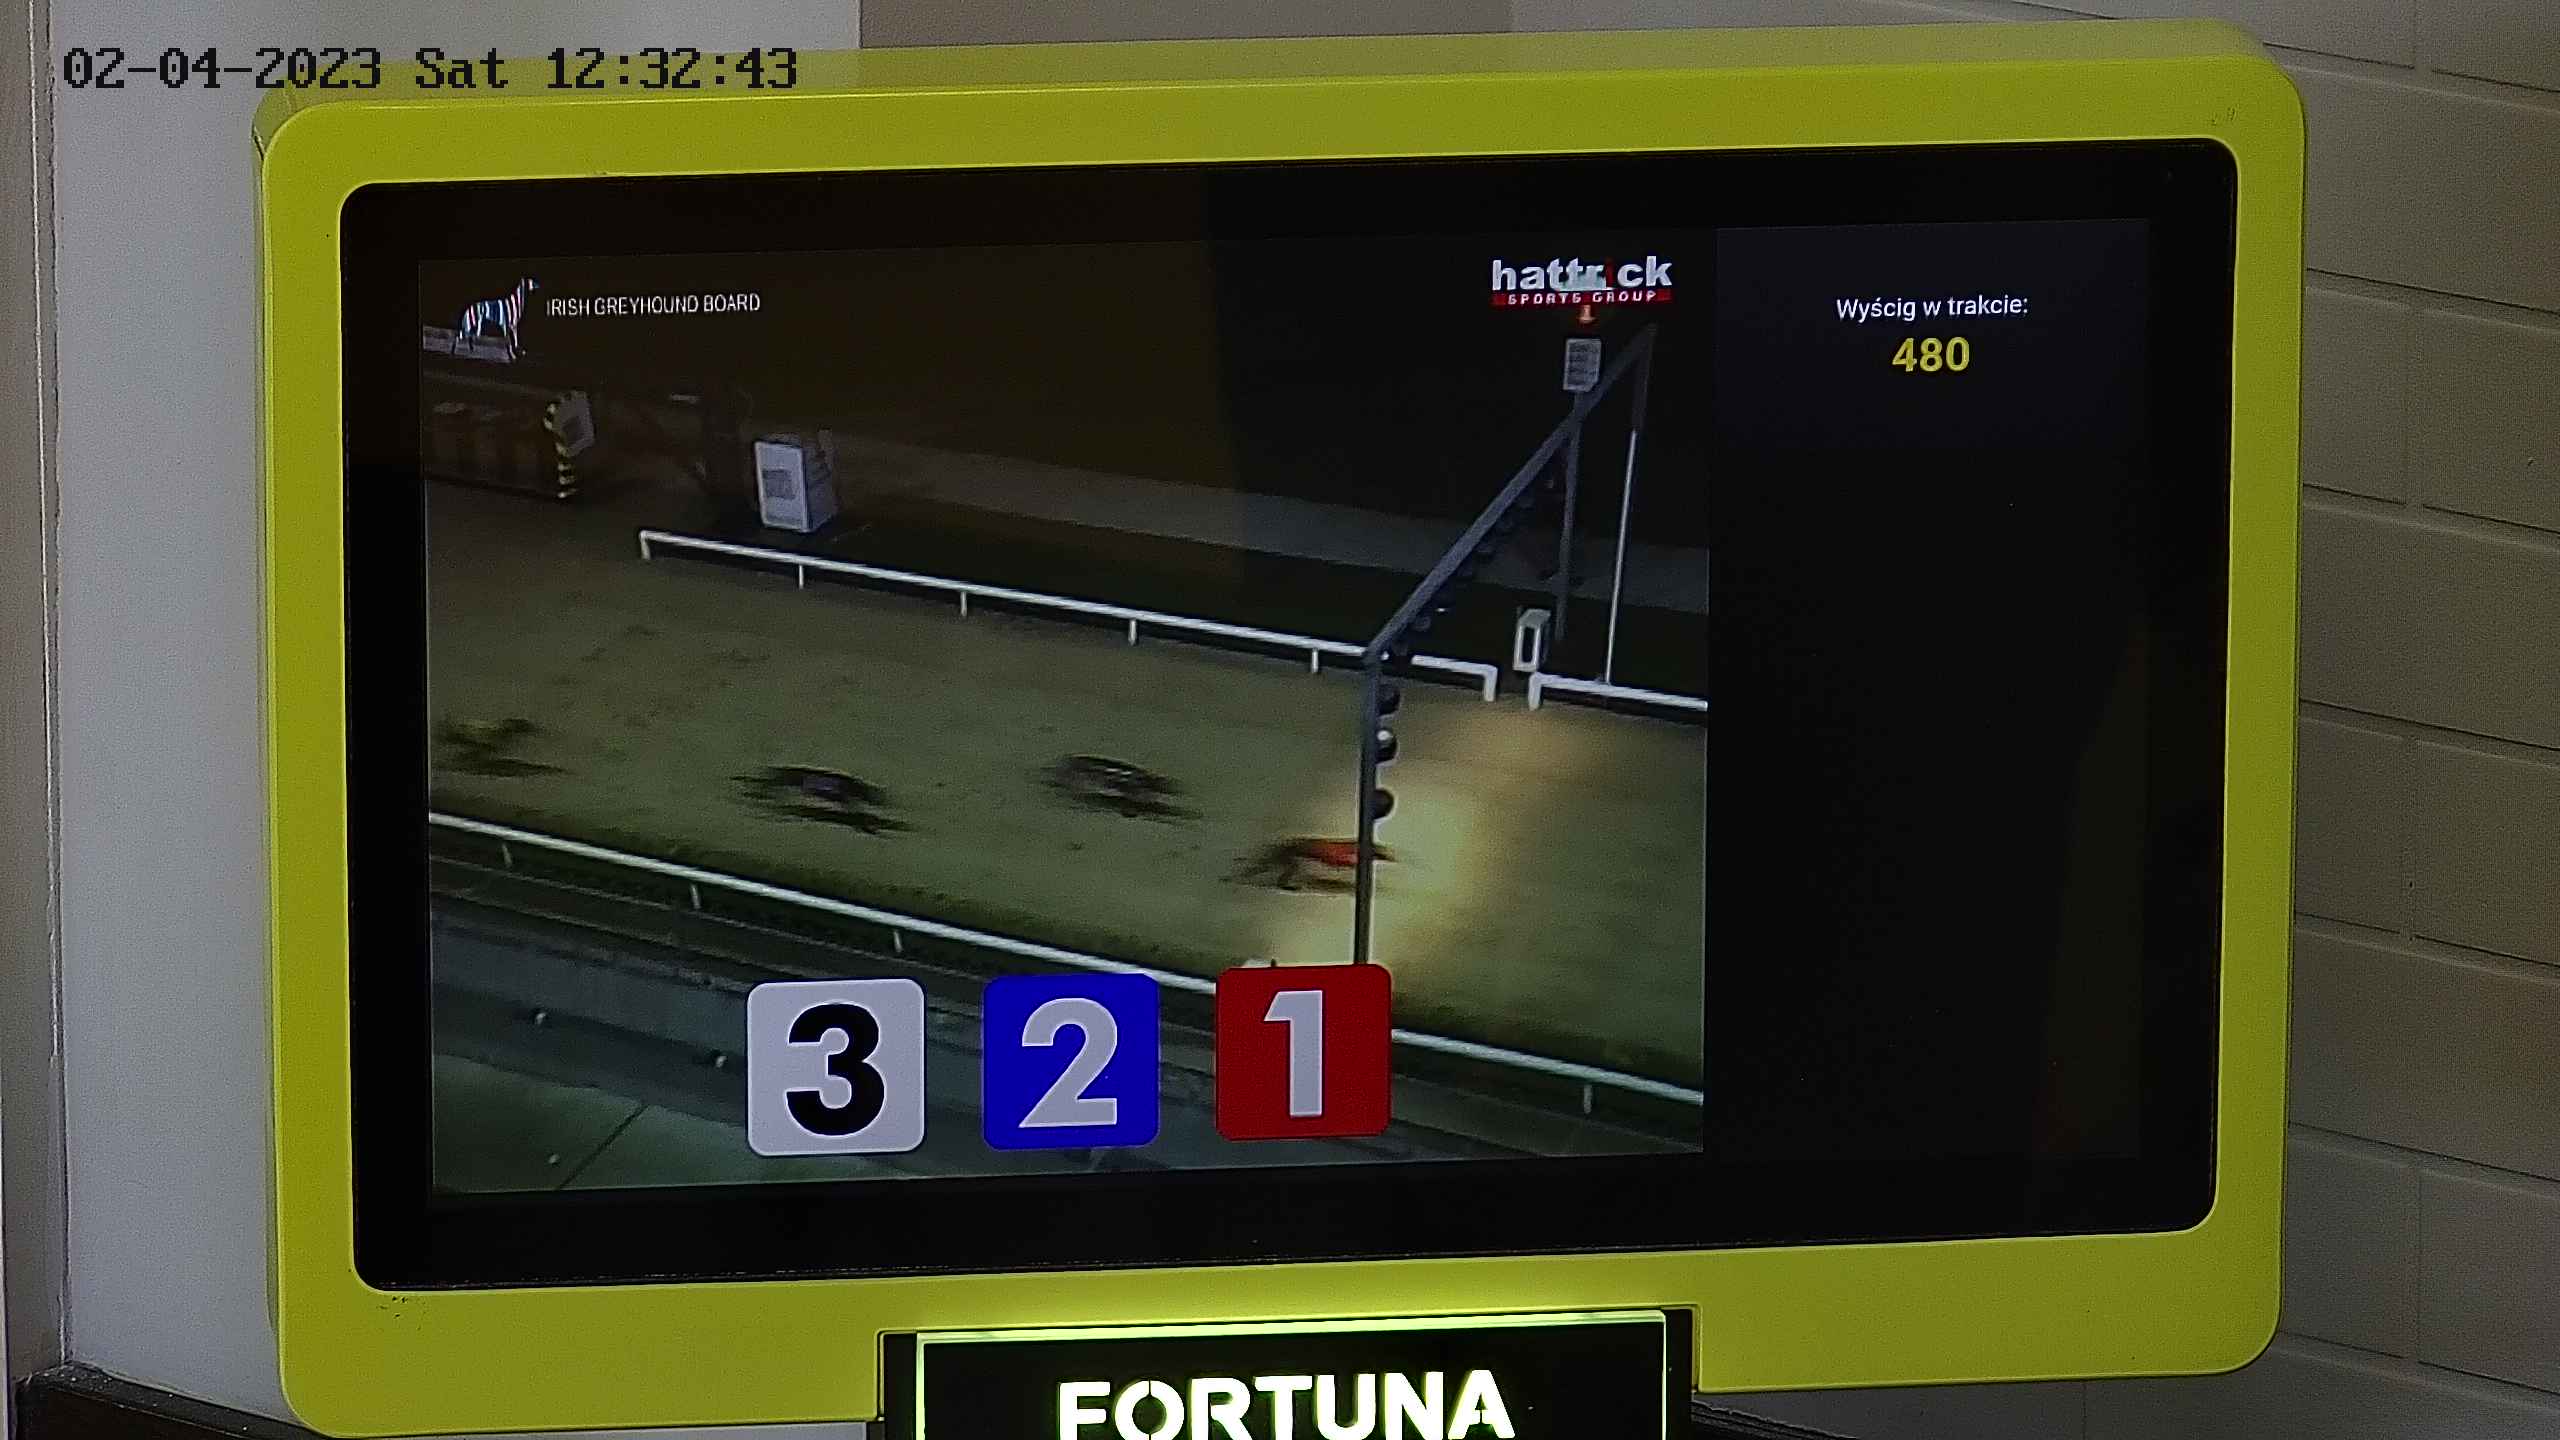 02-04-2023 Sat 12:32:43
IRISH GREYHOUND BOARD
hattrick
SPORTS GROUP
Wyścig w trakcie:
480
3 2 1
FORTUNA